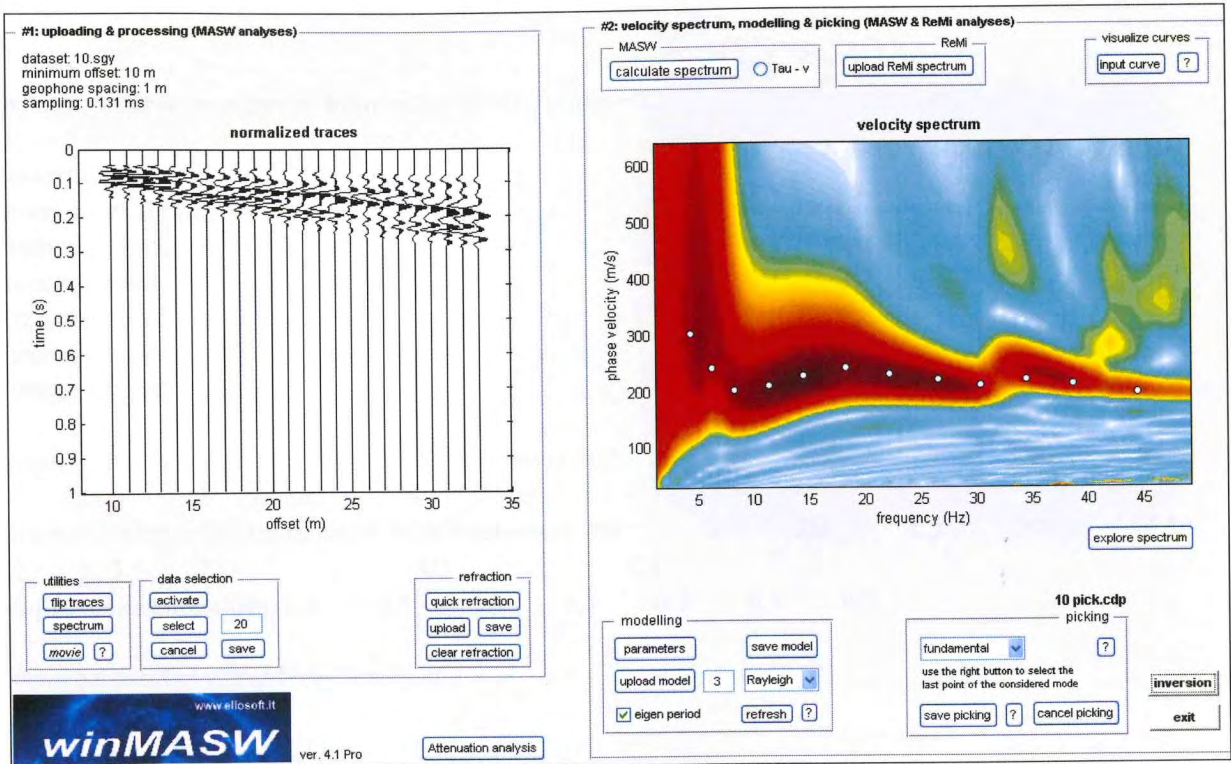 #1: uploading & processing (MASW analyses)
dataset: 10.sgy
minimum offset: 10 m
geophone spacing: 1 m
sampling: 0.131 ms
normalized traces
0
0.1
0.2
0.3
0.4
0.5
0.6
0.7
0.8
0.9
1
time (s)
10 15 20 25 30 35
offset (m)
utilities
flip traces
spectrum
movie ?
data selection
activate
select 20
cancel save
refraction
quick refraction
upload save
clear refraction
www.eliosoft.it
winMASW
ver. 4.1 Pro
Attenuation analysis
#2: velocity spectrum, modelling & picking (MASW & ReMi analyses)
MASW
calculate spectrum Tau - v
ReMi
upload ReMi spectrum
visualize curves
input curve ?
velocity spectrum
600
500
400
300
200
100
phase velocity (m/s)
5 10 15 20 25 30 35 40 45
frequency (Hz)
explore spectrum
modelling
parameters save model
upload model 3 Rayleigh
eigen period refresh ?
10 pick.cdp
picking
fundamental ?
use the right button to select the
last point of the considered mode
save picking ? cancel picking
inversion
exit